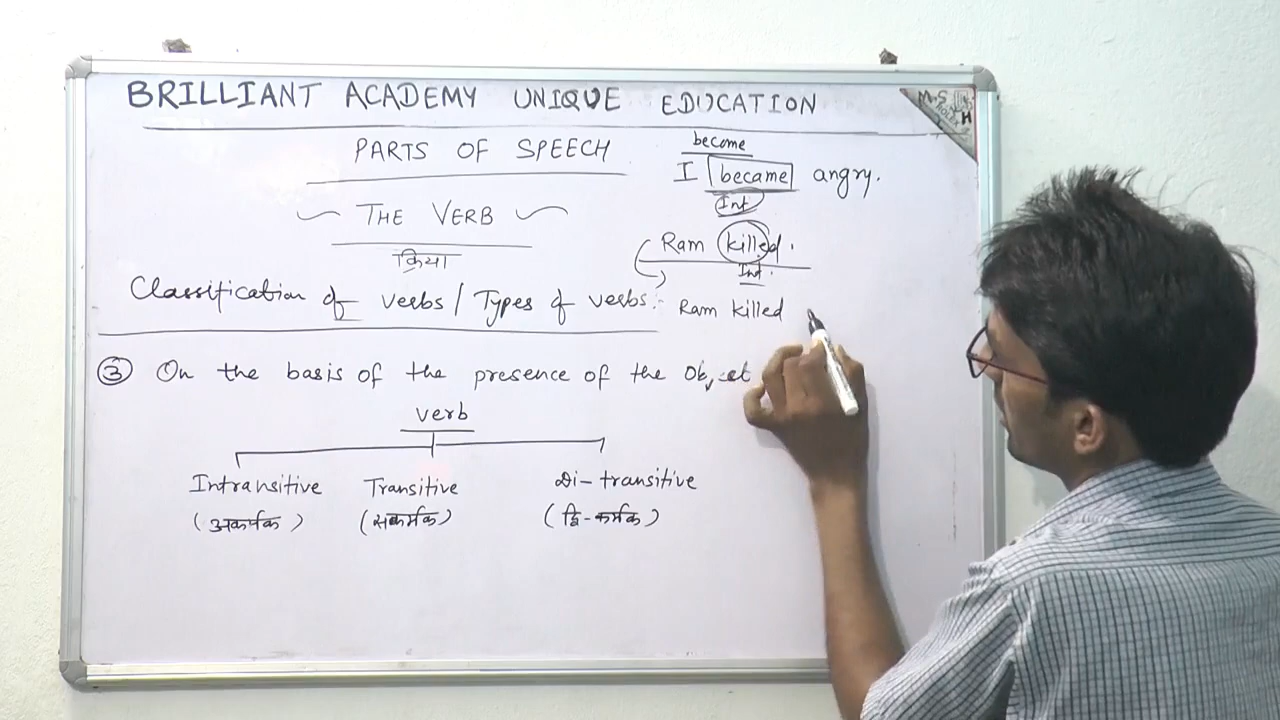 BRILLIANT ACADEMY UNIQUE EDUCATION
M.S
PARTS OF SPEECH
become
I became angry.
Int
THE VERB
Ram killed.
Int.
क्रिया
Classification of verbs / Types of verbs:-
Ram killed
3 On the basis of the presence of the Object
verb
Intransitive Transitive Di-transitive
(अकर्मक) (सकर्मक) (द्वि-कर्मक)